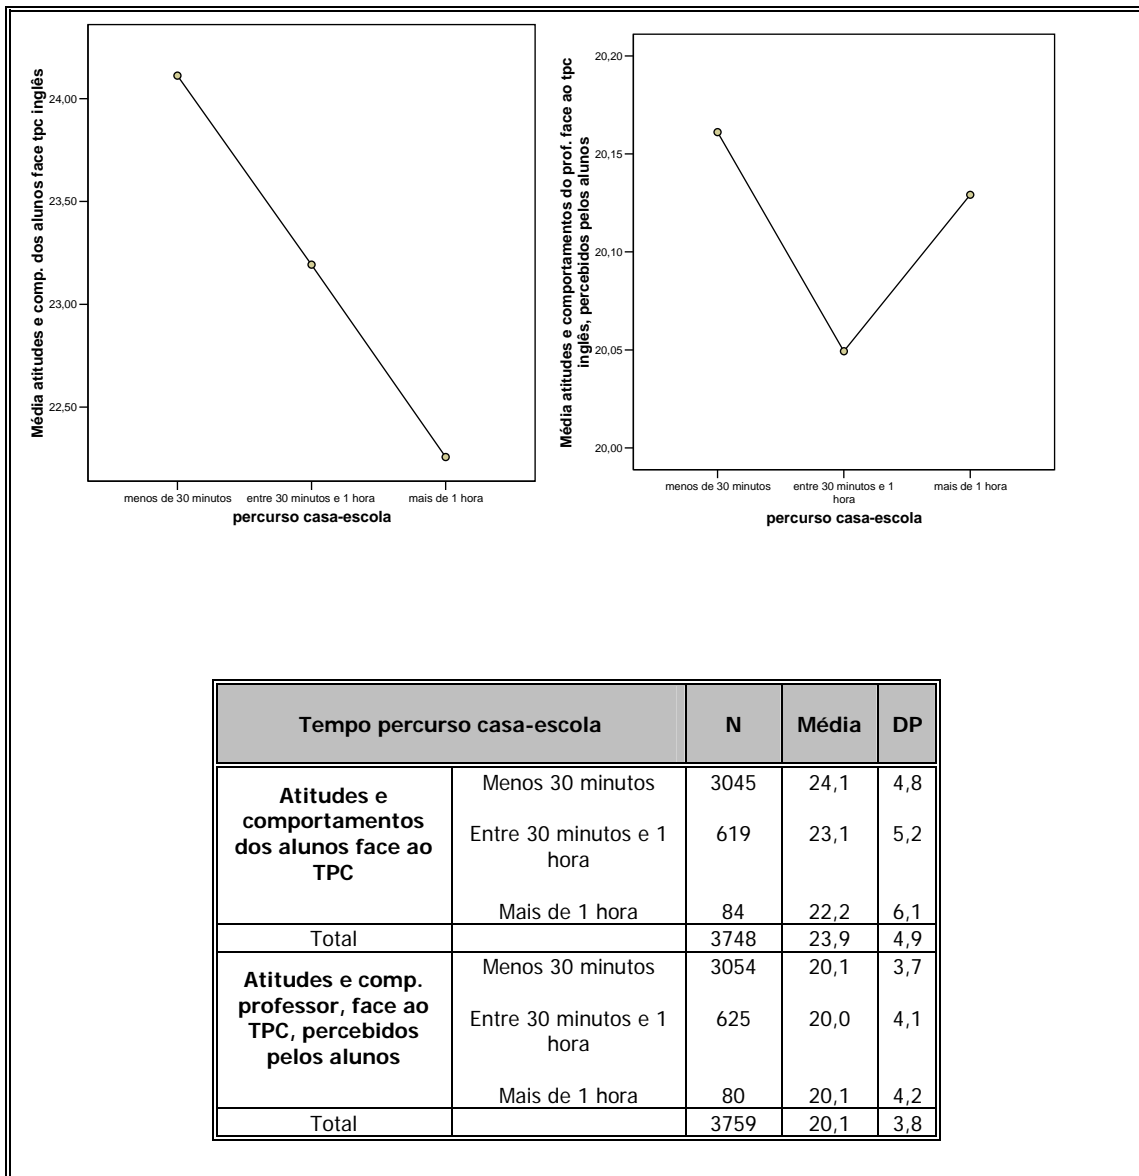 Média atitudes e comp. dos alunos face tpc inglês
24,00
23,50
23,00
22,50
menos de 30 minutos entre 30 minutos e 1 hora mais de 1 hora
percurso casa-escola
Média atitudes e comportamentos do prof. face ao tpc
inglês, percebidos pelos alunos
20,20
20,15
20,10
20,05
20,00
menos de 30 minutos entre 30 minutos e 1 mais de 1 hora
hora
percurso casa-escola
Tempo percurso casa-escola N Média DP
Atitudes e
comportamentos
dos alunos face ao
TPC
Menos 30 minutos 3045 24,1 4,8
Entre 30 minutos e 1 619 23,1 5,2
hora
Mais de 1 hora 84 22,2 6,1
Total 3748 23,9 4,9
Atitudes e comp.
professor, face ao
TPC, percebidos
pelos alunos
Menos 30 minutos 3054 20,1 3,7
Entre 30 minutos e 1 625 20,0 4,1
hora
Mais de 1 hora 80 20,1 4,2
Total 3759 20,1 3,8